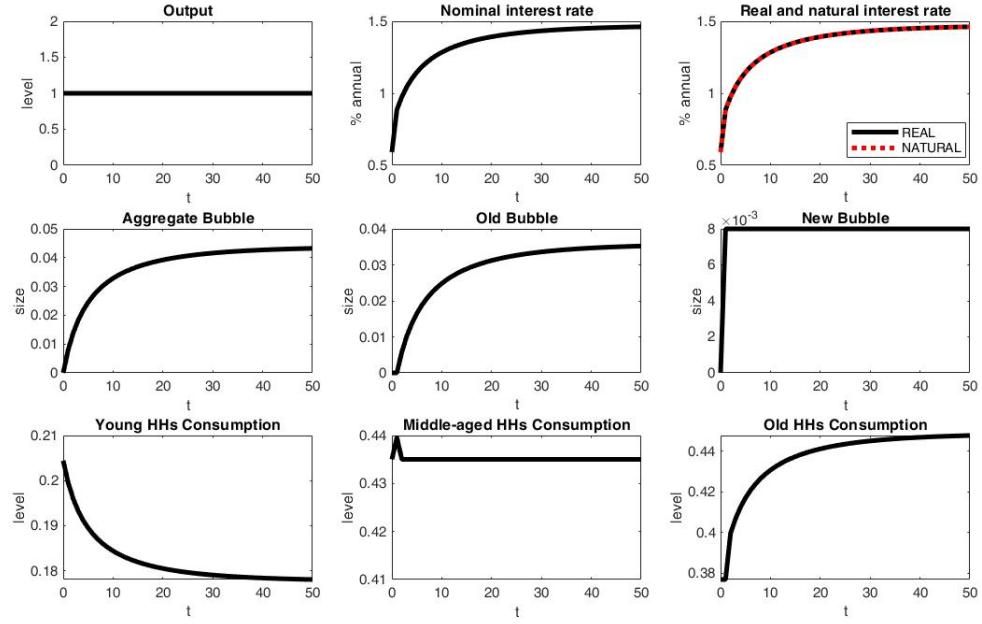 Output
Nominal interest rate
Real and natural interest rate
2
1.5
1
0.5
0
level
0 10 20 30 40 50
t
1.5
1
0.5
% annual
0 10 20 30 40 50
t
1.5
1
0.5
% annual
REAL
NATURAL
0 10 20 30 40 50
t
Aggregate Bubble
Old Bubble
New Bubble
0.05
0.04
0.03
0.02
0.01
0
size
0 10 20 30 40 50
t
0.04
0.03
0.02
0.01
0
size
0 10 20 30 40 50
t
8 ×10⁻³
6
4
2
0
size
0 10 20 30 40 50
t
Young HHs Consumption
Middle-aged HHs Consumption
Old HHs Consumption
0.21
0.2
0.19
0.18
level
0 10 20 30 40 50
t
0.44
0.43
0.42
0.41
level
0 10 20 30 40 50
t
0.44
0.42
0.4
0.38
level
0 10 20 30 40 50
t